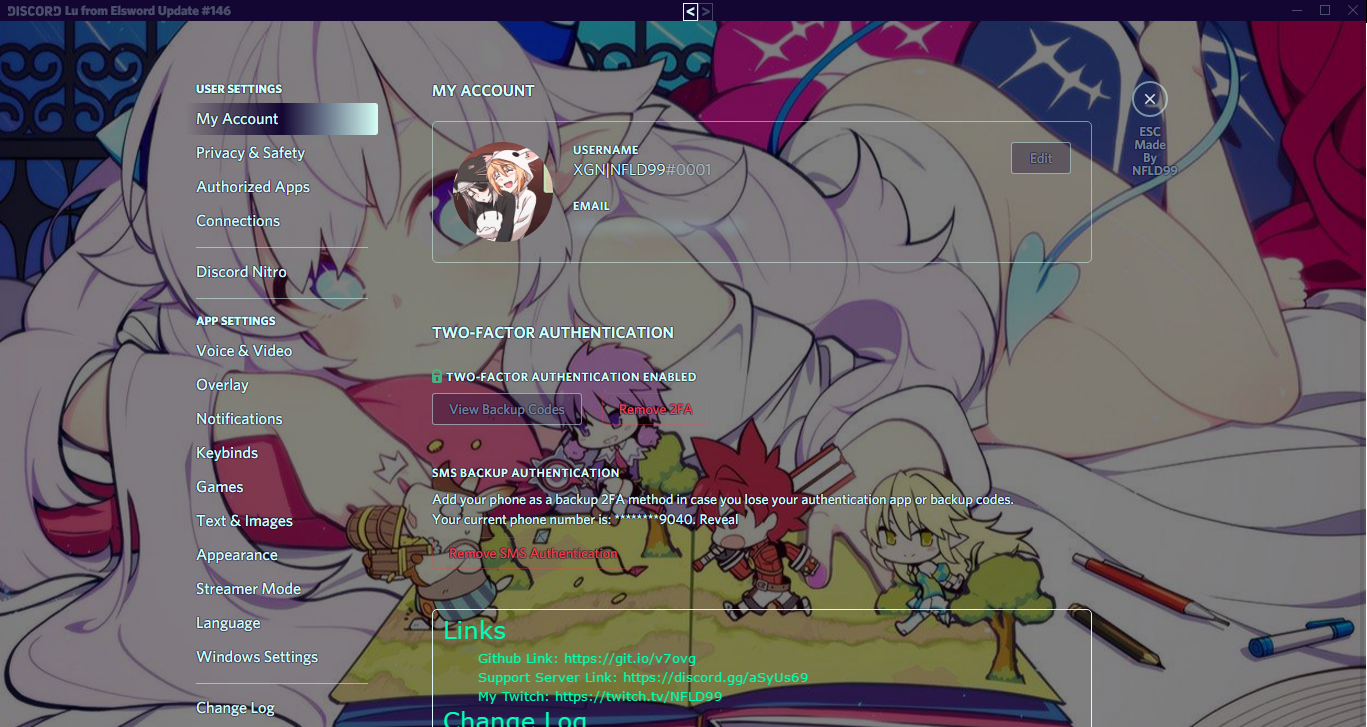 DISCORD Lu from Elsword Update #146
< >
USER SETTINGS
My Account
Privacy & Safety
Authorized Apps
Connections
Discord Nitro
APP SETTINGS
Voice & Video
Overlay
Notifications
Keybinds
Games
Text & Images
Appearance
Streamer Mode
Language
Windows Settings
Change Log
MY ACCOUNT
USERNAME
XGN|NFLD99#0001
Edit
EMAIL
ESC
Made
By
NFLD99
TWO-FACTOR AUTHENTICATION
TWO-FACTOR AUTHENTICATION ENABLED
View Backup Codes
Remove 2FA
SMS BACKUP AUTHENTICATION
Add your phone as a backup 2FA method in case you lose your authentication app or backup codes.
Your current phone number is: ********9040. Reveal
Remove SMS Authentication
Links
Github Link: https://git.io/v7ovg
Support Server Link: https://discord.gg/aSyUs69
My Twitch: https://twitch.tv/NFLD99
Change Log